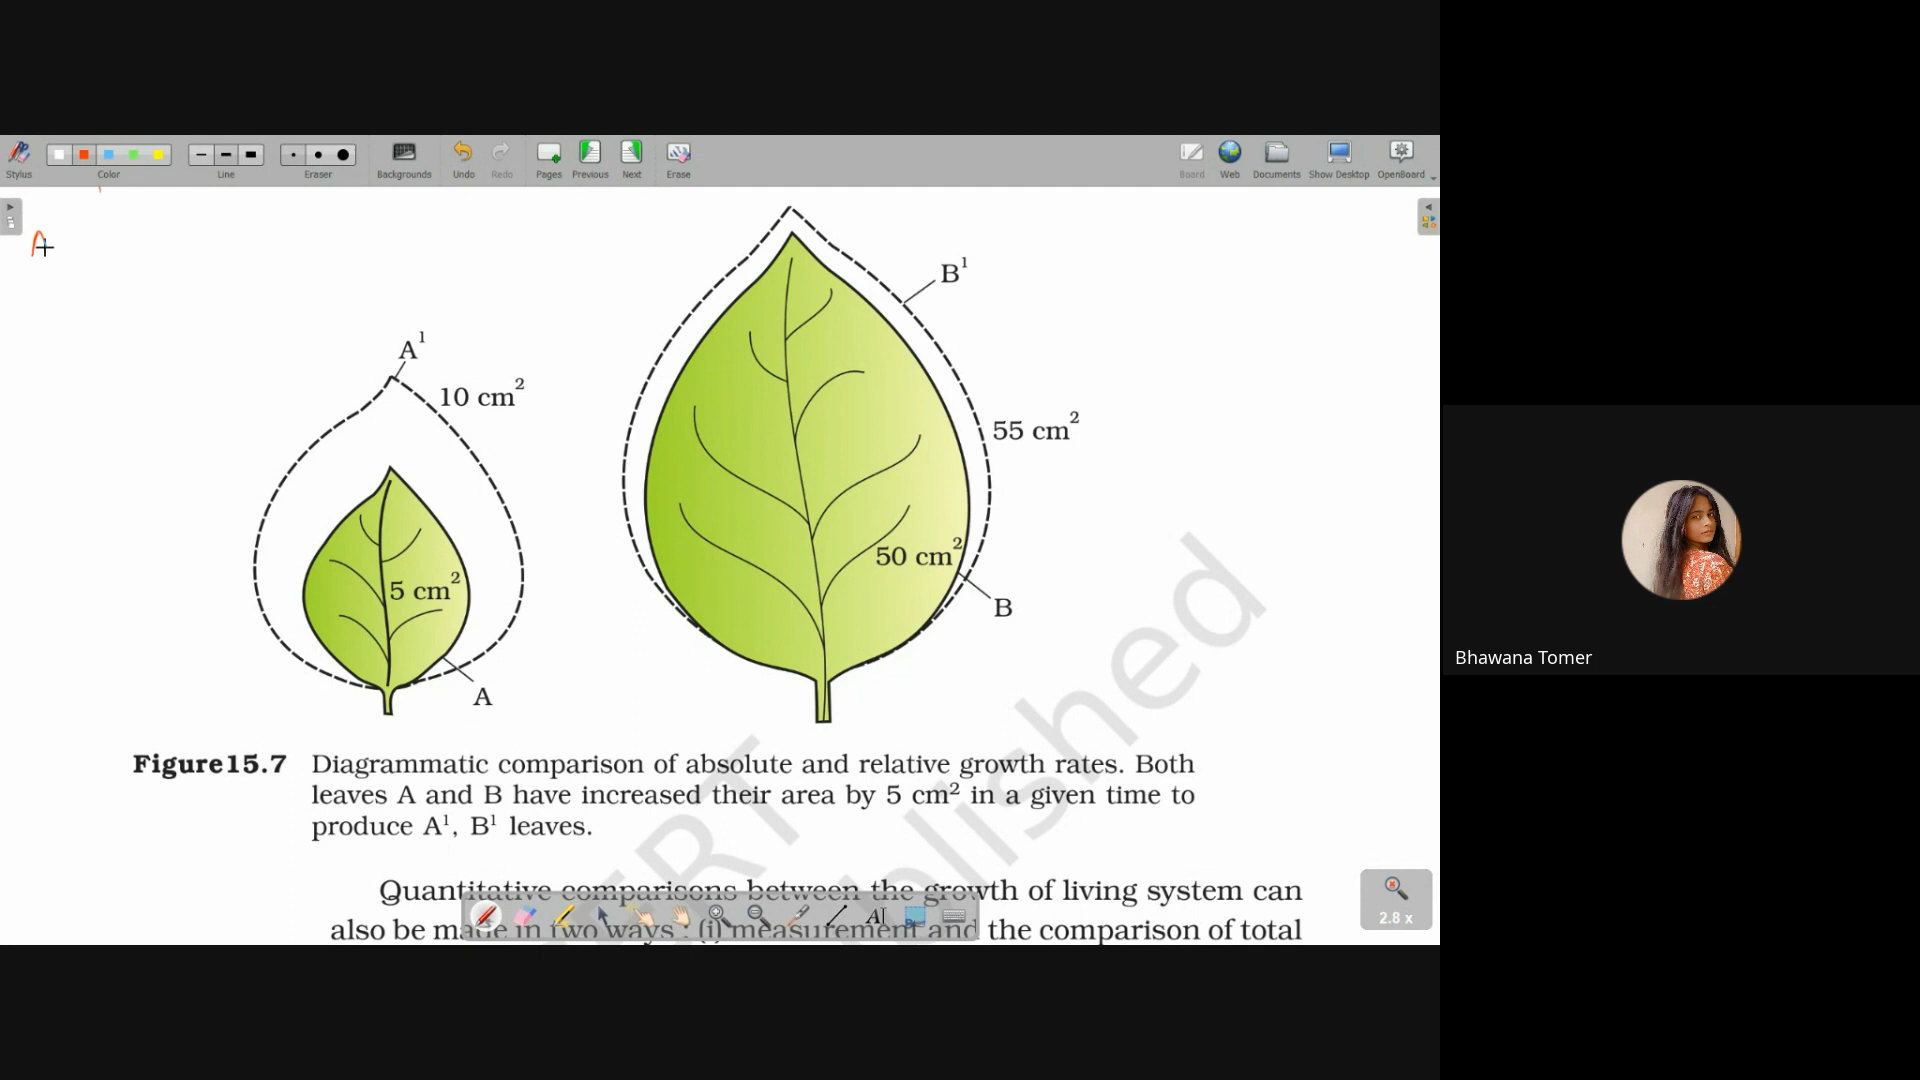 Stylus
Color
Line
Eraser
Backgrounds
Undo
Redo
Pages
Previous
Next
Erase
Board
Web
Documents
Show Desktop
OpenBoard
A
B¹
A¹
10 cm²
55 cm²
50 cm²
5 cm²
B
A
Figure15.7 Diagrammatic comparison of absolute and relative growth rates. Both
leaves A and B have increased their area by 5 cm² in a given time to
produce A¹, B¹ leaves.
Quantitative comparisons between the growth of living system can
also be made in two ways : (i) measurement and the comparison of total
2.8 x
Bhawana Tomer